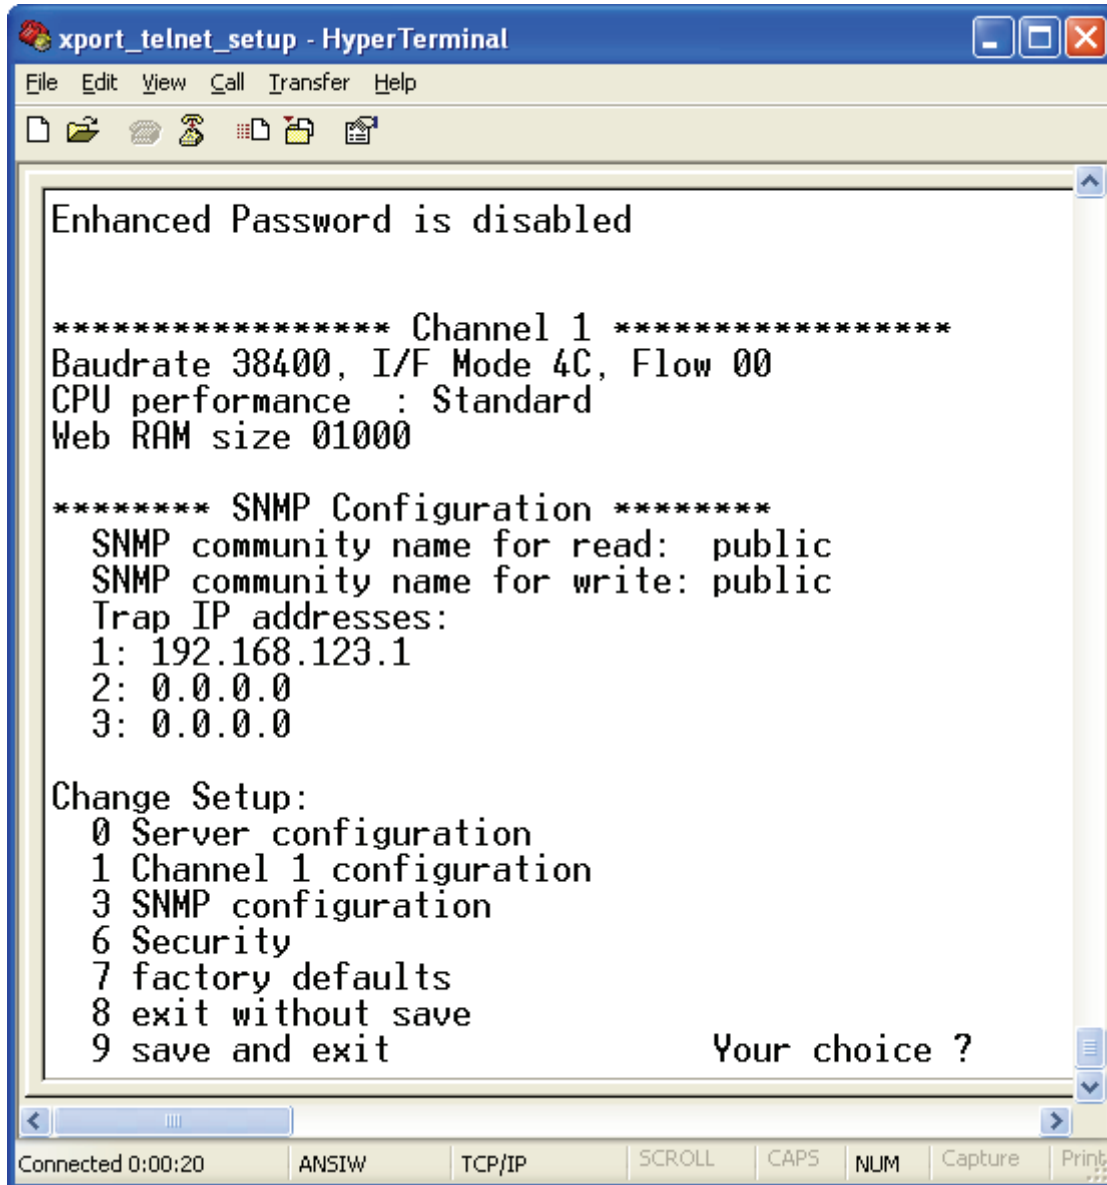 xport_telnet_setup - HyperTerminal
File Edit View Call Transfer Help
Enhanced Password is disabled
***************** Channel 1 *****************
Baudrate 38400, I/F Mode 4C, Flow 00
CPU performance  : Standard
Web RAM size 01000
******** SNMP Configuration ********
SNMP community name for read:  public
SNMP community name for write: public
Trap IP addresses:
1: 192.168.123.1
2: 0.0.0.0
3: 0.0.0.0
Change Setup:
0 Server configuration
1 Channel 1 configuration
3 SNMP configuration
6 Security
7 factory defaults
8 exit without save
9 save and exit                Your choice ?
Connected 0:00:20 ANSIW TCP/IP SCROLL CAPS NUM Capture Print